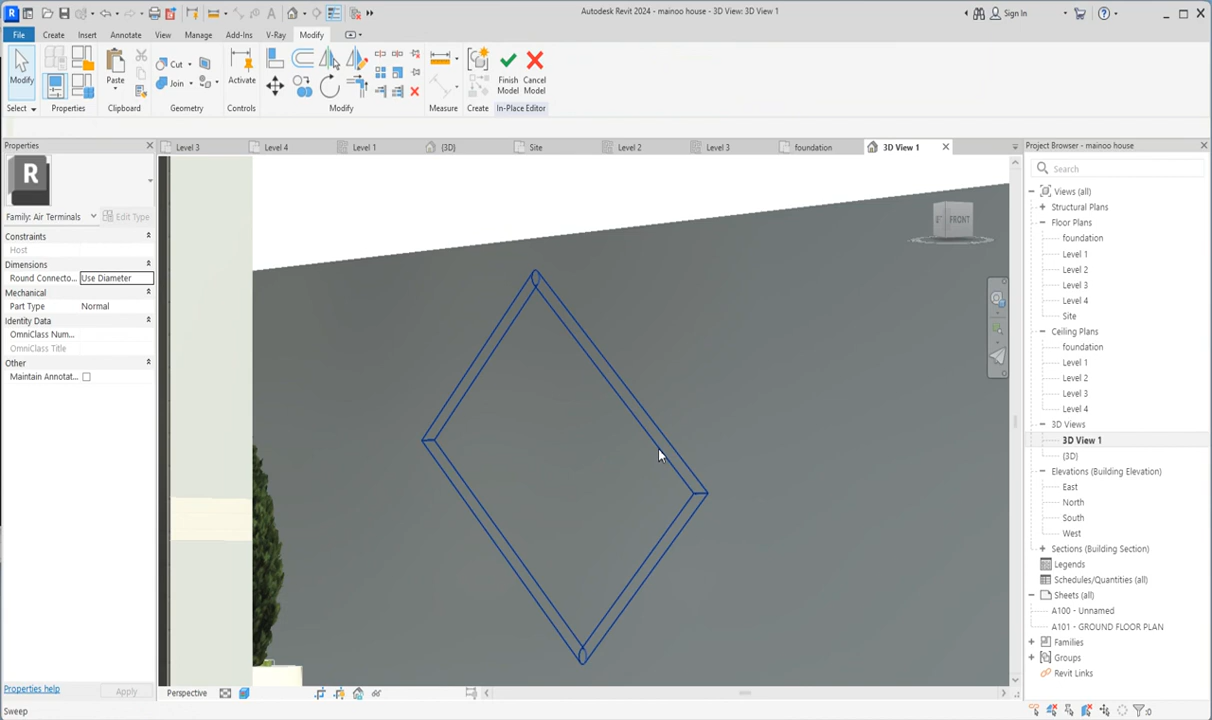 Autodesk Revit 2024 - mainoo house - 3D View: 3D View 1
Sign In
File Create Insert Annotate View Manage Add-Ins V-Ray Modify
Modify Paste Cut Join Activate Finish Model Cancel Model
Select Properties Clipboard Geometry Controls Modify Measure Create In-Place Editor
Properties
R
Family: Air Terminals Edit Type
Constraints
Host
Dimensions
Round Connecto... Use Diameter
Mechanical
Part Type Normal
Identity Data
OmniClass Num...
OmniClass Title
Other
Maintain Annotat...
Properties help Apply
Sweep
Level 3 Level 4 Level 1 {3D} Site Level 2 Level 3 foundation 3D View 1
FRONT
Perspective
:0
Project Browser - mainoo house
Search
Views (all)
Structural Plans
Floor Plans
foundation
Level 1
Level 2
Level 3
Level 4
Site
Ceiling Plans
foundation
Level 1
Level 2
Level 3
Level 4
3D Views
3D View 1
{3D}
Elevations (Building Elevation)
East
North
South
West
Sections (Building Section)
Legends
Schedules/Quantities (all)
Sheets (all)
A100 - Unnamed
A101 - GROUND FLOOR PLAN
Families
Groups
Revit Links